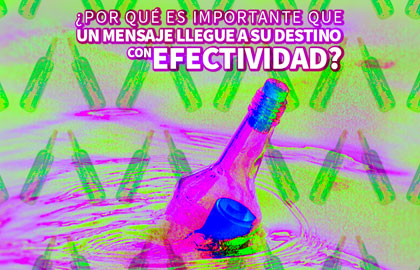 ¿POR QUÉ ES IMPORTANTE QUE
UN MENSAJE LLEGUE A SU DESTINO
CON EFECTIVIDAD?